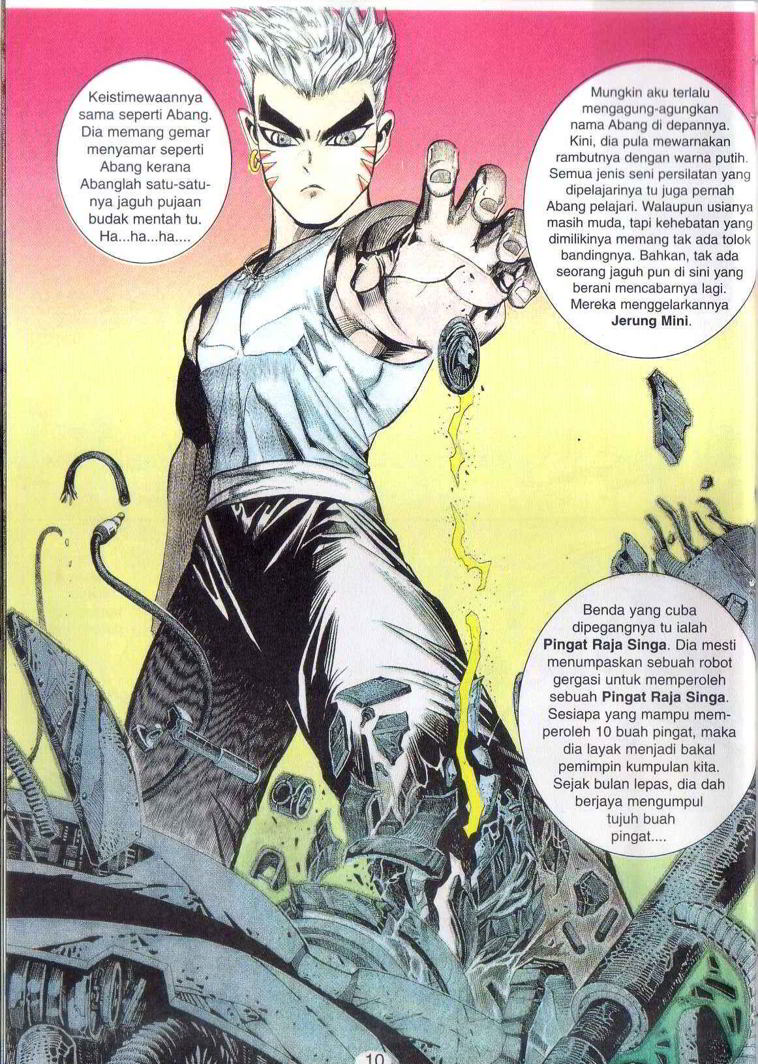 Keistimewaannya
sama seperti Abang.
Dia memang gemar
menyamar seperti
Abang kerana
Abanglah satu-satu-
nya jaguh pujaan
budak mentah tu.
Ha...ha...ha....
Mungkin aku terlalu
mengagung-agungkan
nama Abang di depannya.
Kini, dia pula mewarnakan
rambutnya dengan warna putih.
Semua jenis seni persilatan yang
dipelajarinya tu juga pernah
Abang pelajari. Walaupun usianya
masih muda, tapi kehebatan yang
dimilikinya memang tak ada tolok
bandingnya. Bahkan, tak ada
seorang jaguh pun di sini yang
berani mencabarnya lagi.
Mereka menggelarkannya
Jerung Mini.
Benda yang cuba
dipegangnya tu ialah
Pingat Raja Singa. Dia mesti
menumpaskan sebuah robot
gergasi untuk memperoleh
sebuah Pingat Raja Singa.
Sesiapa yang mampu mem-
peroleh 10 buah pingat, maka
dia layak menjadi bakal
pemimpin kumpulan kita.
Sejak bulan lepas, dia dah
berjaya mengumpul
tujuh buah
pingat....
10